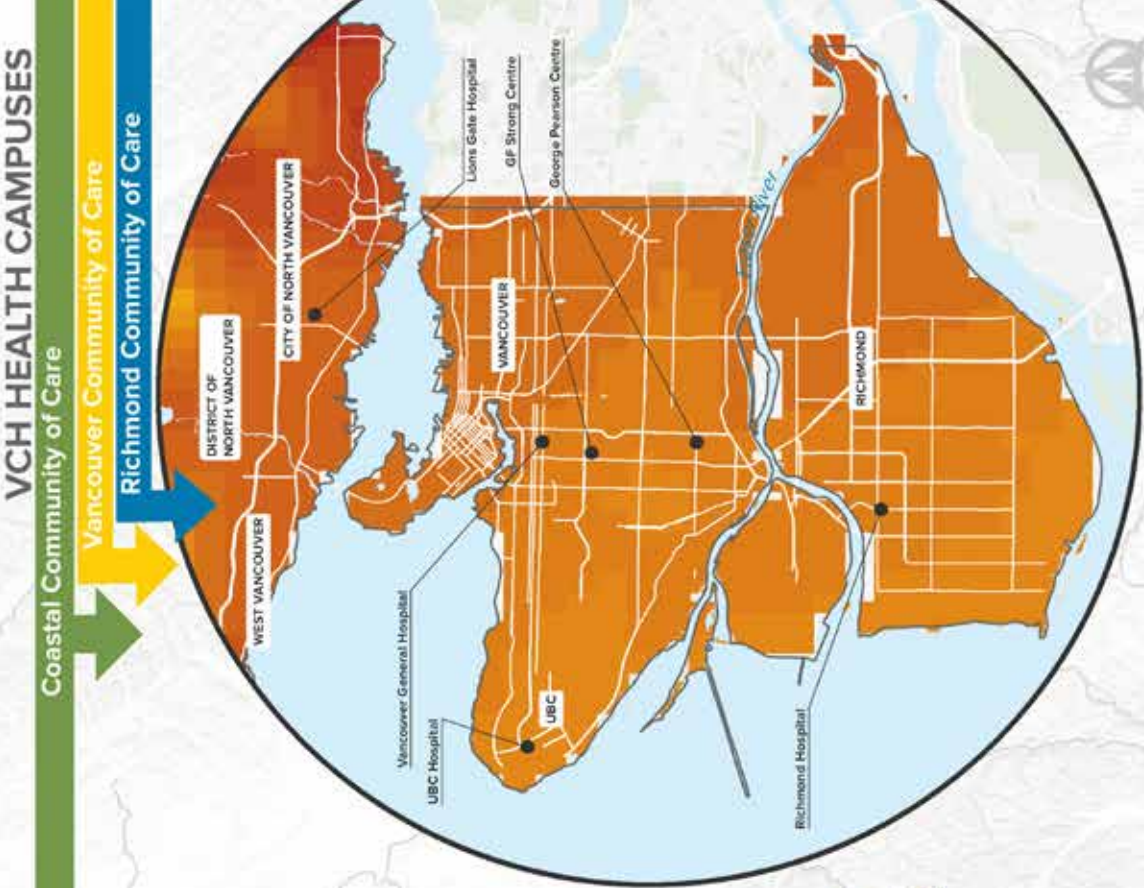 VCH HEALTH CAMPUSES
Coastal Community of Care
Vancouver Community of Care
Richmond Community of Care
Lions Gate Hospital
GF Strong Centre
George Pearson Centre
CITY OF NORTH VANCOUVER
DISTRICT OF
NORTH VANCOUVER
WEST VANCOUVER
VANCOUVER
River
RICHMOND
Vancouver General Hospital
UBC Hospital
UBC
Richmond Hospital